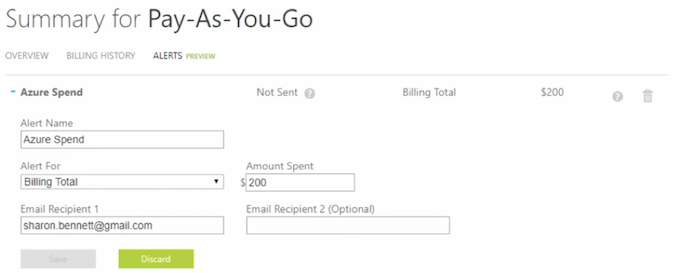 Summary for Pay-As-You-Go
OVERVIEW BILLING HISTORY ALERTS PREVIEW
- Azure Spend Not Sent ? Billing Total $200 ?
Alert Name
Azure Spend
Alert For Amount Spent
Billing Total $ 200
Email Recipient 1 Email Recipient 2 (Optional)
sharon.bennett@gmail.com
Save Discard